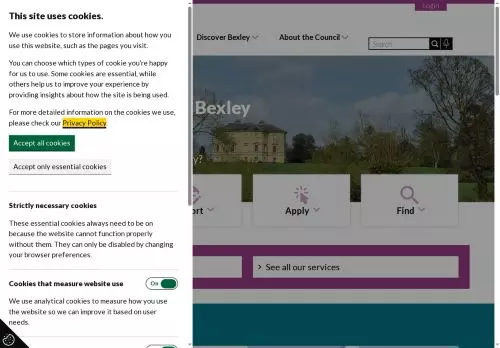 This site uses cookies.
We use cookies to store information about how you
use this website, such as the pages you visit.
You can choose which types of cookie you're happy
for us to use. Some cookies are essential, while
others help us to improve your experience by
providing insights about how the site is being used.
For more detailed information on the cookies we use,
please check our Privacy Policy
Accept all cookies
Accept only essential cookies
Strictly necessary cookies
These essential cookies always need to be on
because the website cannot function properly
without them. They can only be disabled by changing
your browser preferences.
Cookies that measure website use
On
We use analytical cookies to measure how you use
the website so we can improve it based on user
needs.
Login
Discover Bexley
About the Council
Search
Bexley
Apply
Find
See all our services